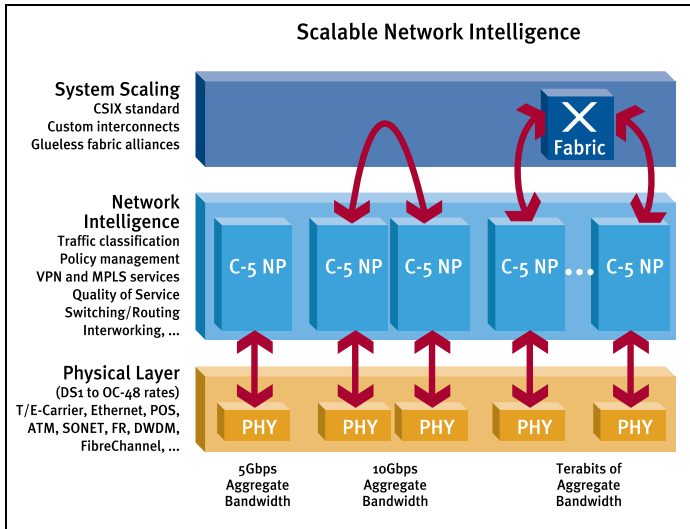 Scalable Network Intelligence
System Scaling
CSIX standard
Custom interconnects
Glueless fabric alliances
X
Fabric
Network
Intelligence
Traffic classification
Policy management
VPN and MPLS services
Quality of Service
Switching/Routing
Interworking, ...
C-5 NP
C-5 NP
C-5 NP
C-5 NP
...
C-5 NP
Physical Layer
(DS1 to OC-48 rates)
T/E-Carrier, Ethernet, POS,
ATM, SONET, FR, DWDM,
FibreChannel, ...
PHY
PHY
PHY
PHY
PHY
5Gbps
Aggregate
Bandwidth
10Gbps
Aggregate
Bandwidth
Terabits of
Aggregate
Bandwidth